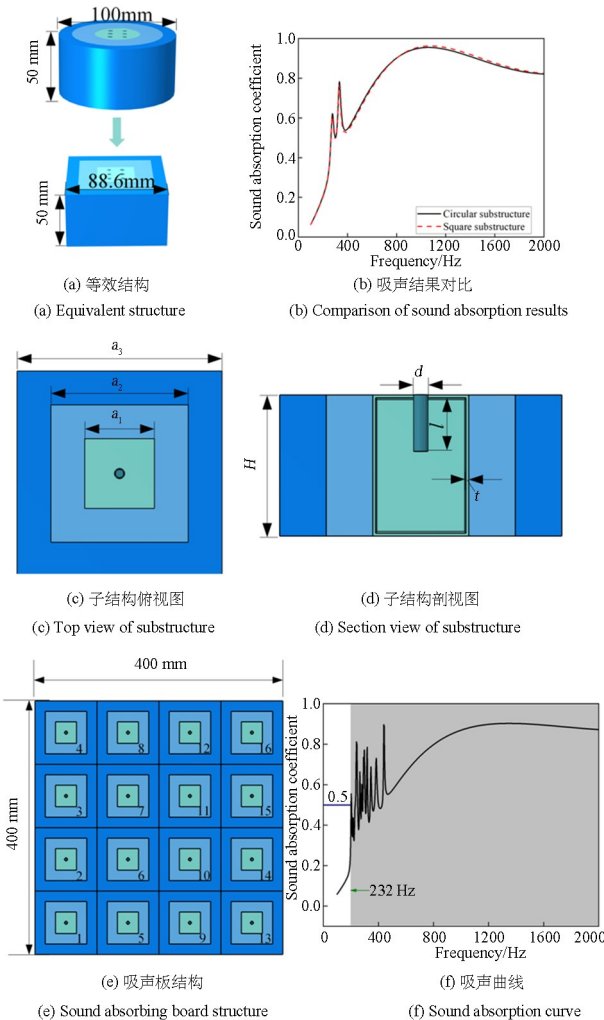 100mm
50 mm
88.6mm
50 mm
Sound absorption coefficient
1.0
0.8
0.6
0.4
0.2
0.0
Circular substructure
Square substructure
0 400 800 1200 1600 2000
Frequency/Hz
(a) 等效结构
(a) Equivalent structure
(b) 吸声结果对比
(b) Comparison of sound absorption results
a3
a2
a1
d
l
H
t
(c) 子结构俯视图
(c) Top view of substructure
(d) 子结构剖视图
(d) Section view of substructure
400 mm
400 mm
4 8 12 16
3 7 11 15
2 6 10 14
1 5 9 13
Sound absorption coefficient
1.0
0.8
0.6
0.4
0.2
0.0
0.5
232 Hz
0 400 800 1200 1600 2000
Frequency/Hz
(e) 吸声板结构
(e) Sound absorbing board structure
(f) 吸声曲线
(f) Sound absorption curve